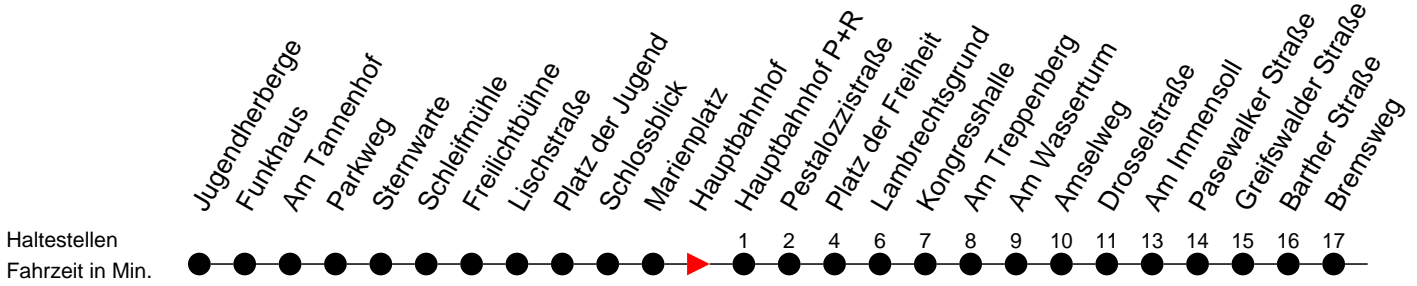 Jugendherberge
Funkhaus
Am Tannenhof
Parkweg
Sternwarte
Schleifmühle
Freilichtbühne
Lischstraße
Platz der Jugend
Schlossblick
Marienplatz
Hauptbahnhof
Hauptbahnhof P+R
Pestalozzistraße
Platz der Freiheit
Lambrechtsgrund
Kongresshalle
Am Treppenberg
Am Wasserturm
Amselweg
Drosselstraße
Am Immensoll
Pasewalker Straße
Greifswalder Straße
Barther Straße
Bremsweg
Haltestellen 1 2 4 6 7 8 9 10 11 13 14 15 16 17
Fahrzeit in Min.